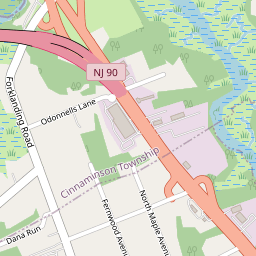 NJ 90
Odonnells Lane
Forklanding Road
Cinnaminson Township
Dana Run
Fernwood Avenue
North Maple Avenue